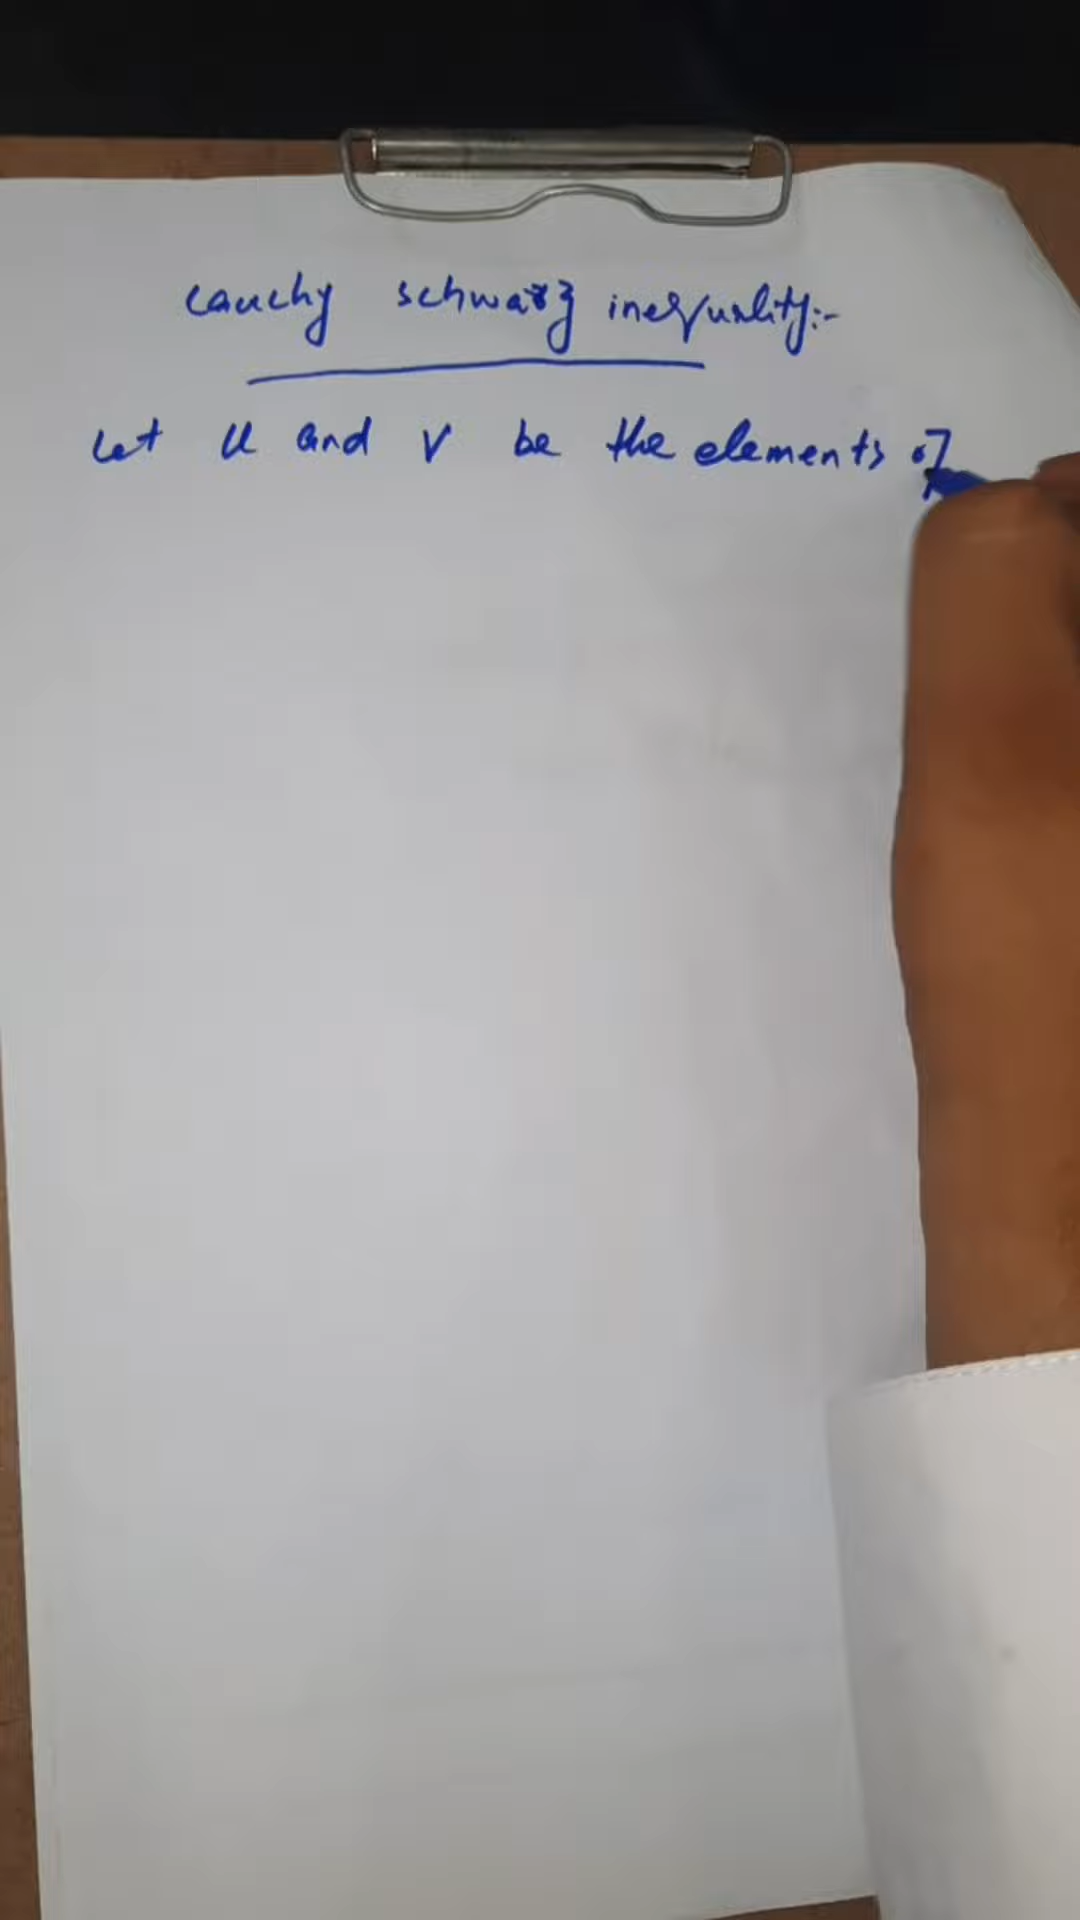 Cauchy schwarz inequality:-
Let u and v be the elements of